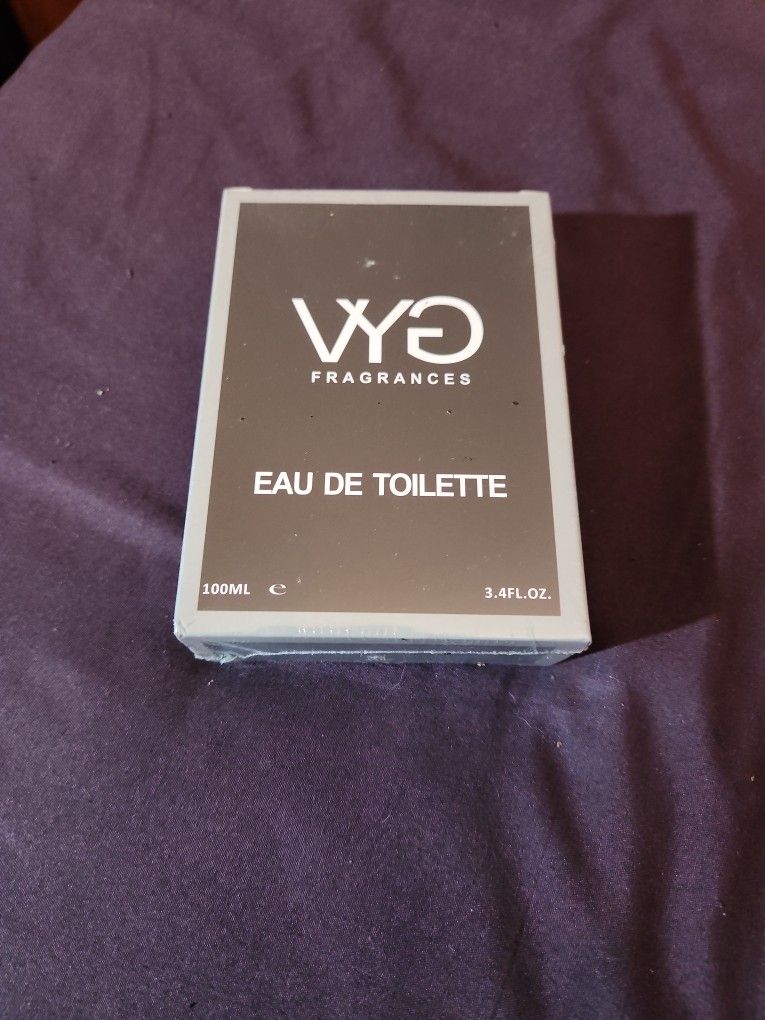 VYG
FRAGRANCES
EAU DE TOILETTE
100ML ℮ 3.4FL.OZ.